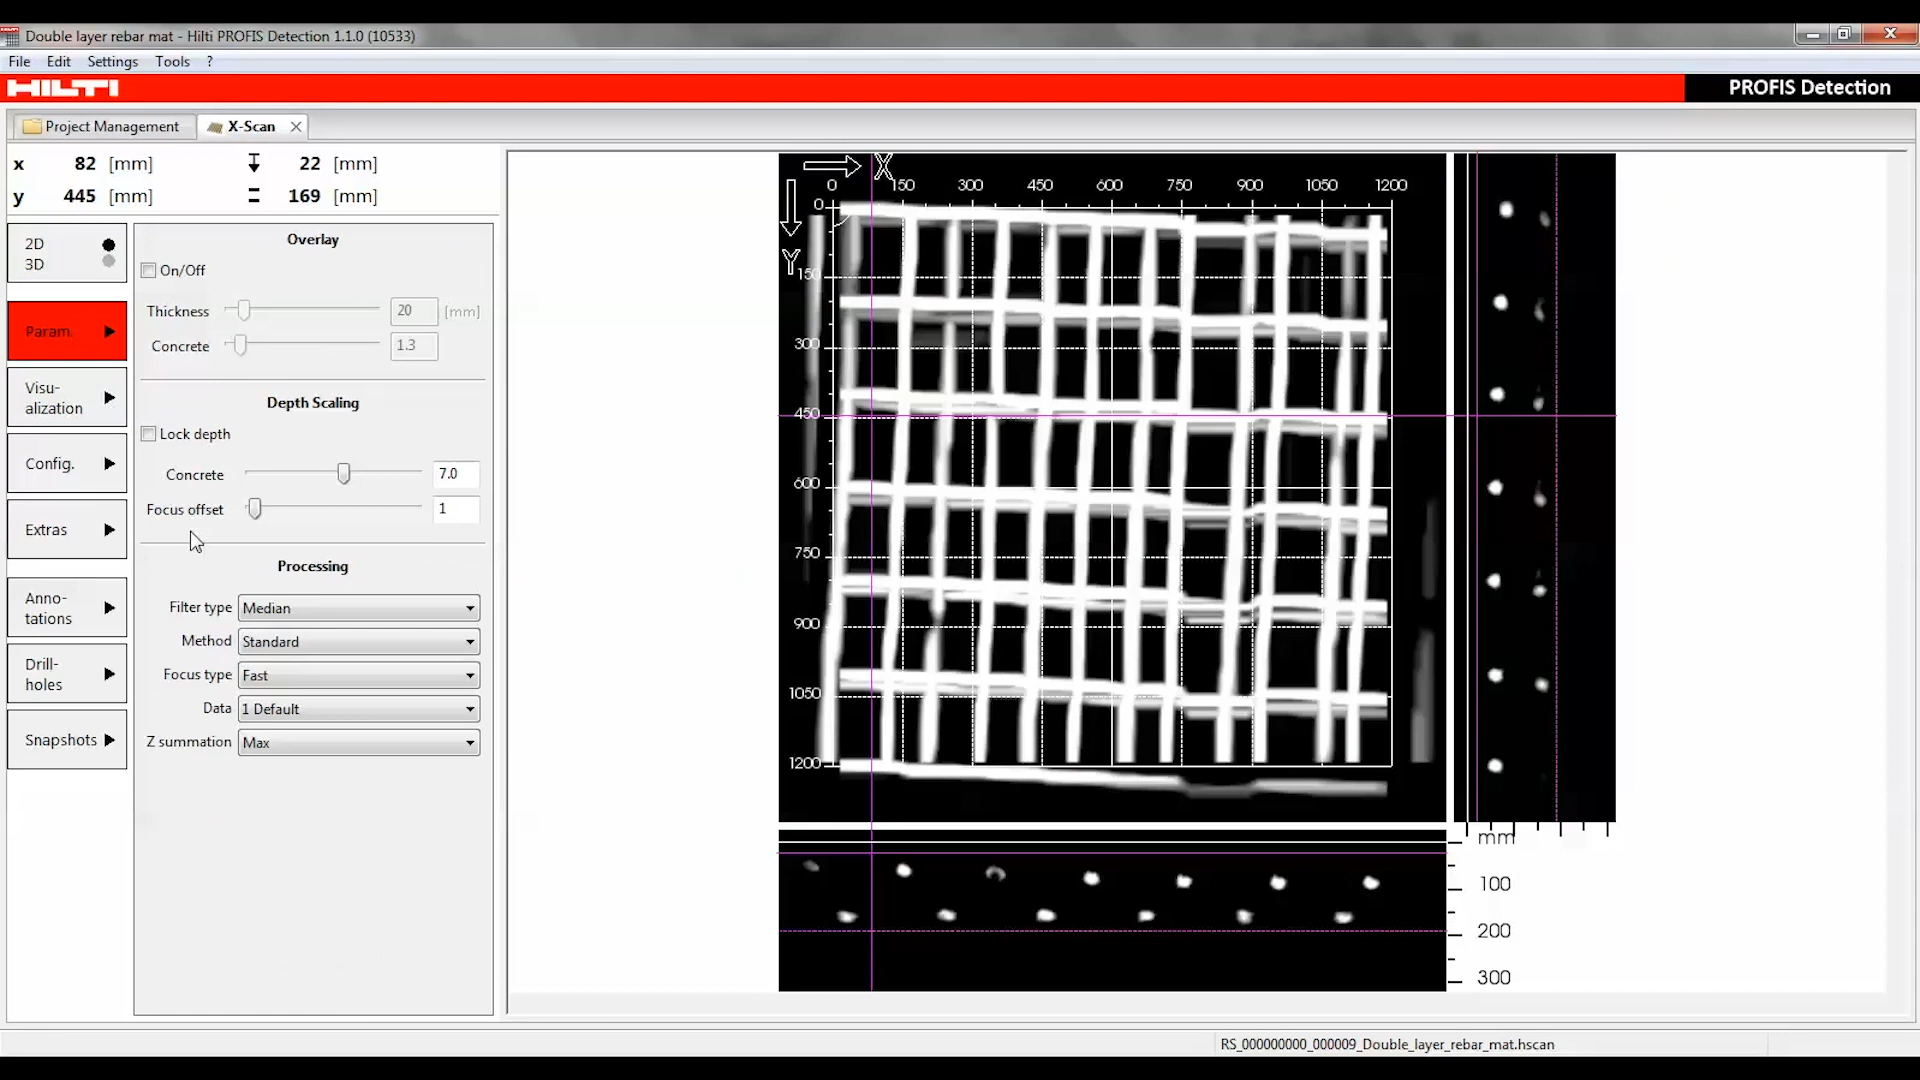 Double layer rebar mat - Hilti PROFIS Detection 1.1.0 (10533)
File Edit Settings Tools ?
HILTI
PROFIS Detection
Project Management X-Scan
x 82 [mm] 22 [mm]
y 445 [mm] 169 [mm]
2D
3D
Param.
Visu-
alization
Config.
Extras
Anno-
tations
Drill-
holes
Snapshots
Overlay
On/Off
Thickness 20 [mm]
Concrete 1.3
Depth Scaling
Lock depth
Concrete 7.0
Focus offset 1
Processing
Filter type Median
Method Standard
Focus type Fast
Data 1 Default
Z summation Max
X
0 150 300 450 600 750 900 1050 1200
Y
0
150
300
450
600
750
900
1050
1200
mm
100
200
300
RS_000000000_000009_Double_layer_rebar_mat.hscan